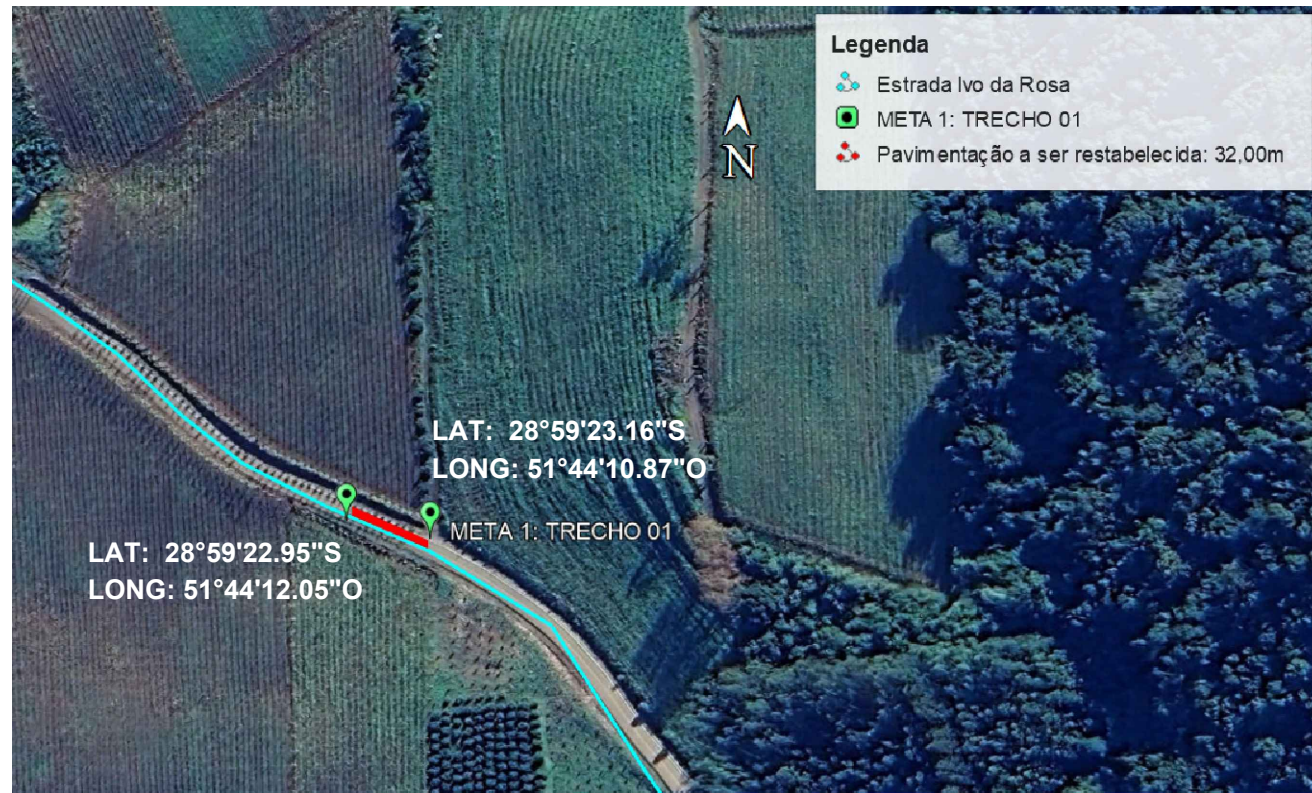 Legenda
Estrada Ivo da Rosa
META 1: TRECHO 01
Pavimentação a ser restabelecida: 32,00m
N
LAT: 28°59'23.16"S
LONG: 51°44'10.87"O
META 1: TRECHO 01
LAT: 28°59'22.95"S
LONG: 51°44'12.05"O